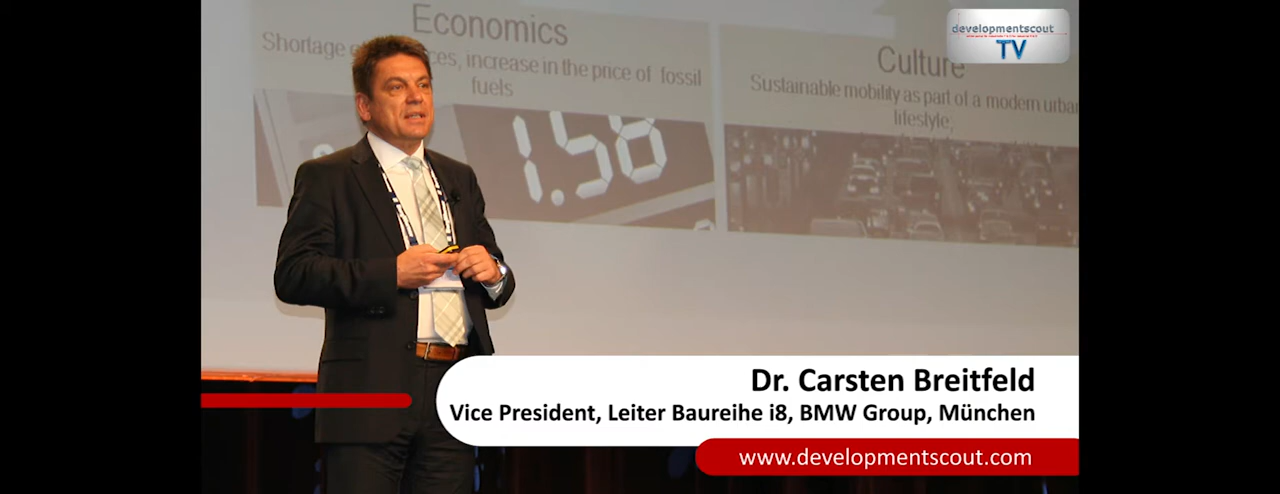 Economics
Shortage
ces, increase in the price of fossil
fuels
1.58
Culture
Sustainable mobility as part of a modern urban
lifestyle,
developmentscout
TV
Dr. Carsten Breitfeld
Vice President, Leiter Baureihe i8, BMW Group, München
www.developmentscout.com